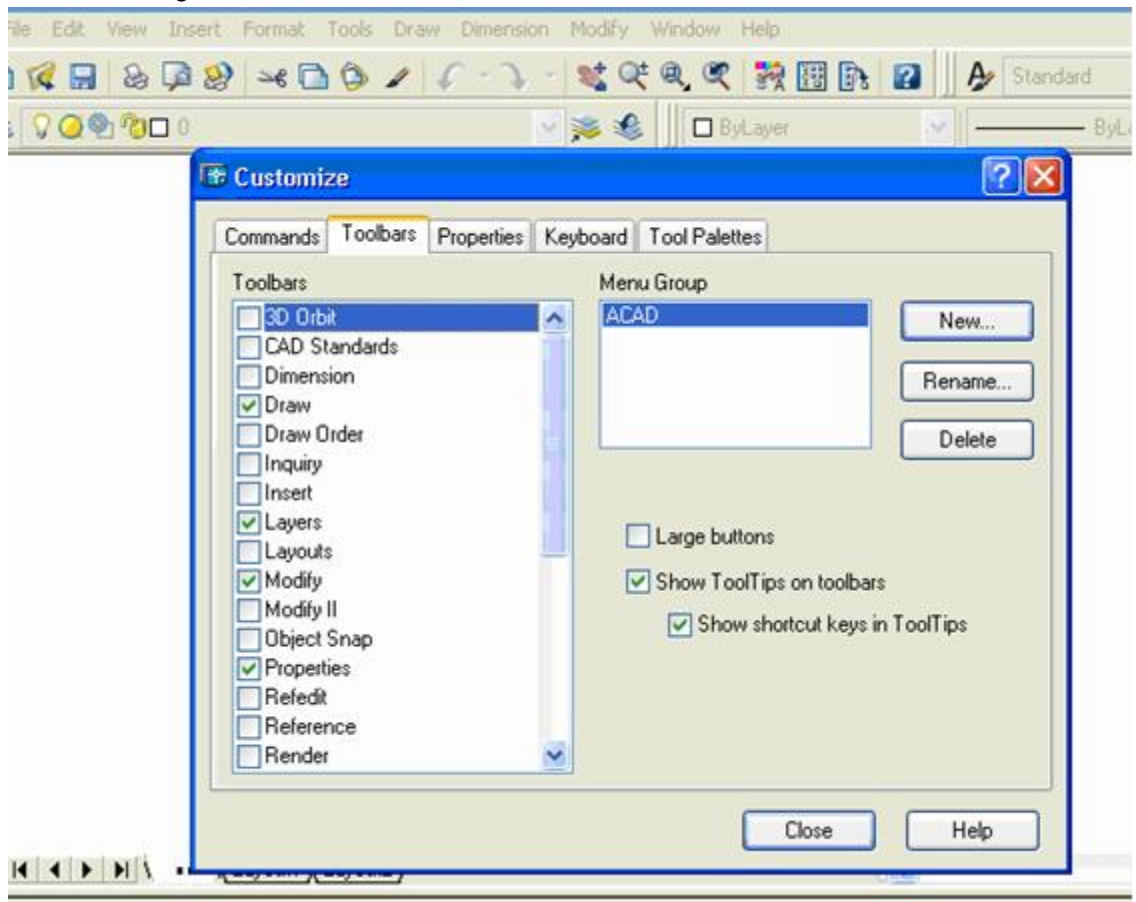 File Edit View Insert Format Tools Draw Dimension Modify Window Help
Standard
0 ByLayer
Customize
Commands Toolbars Properties Keyboard Tool Palettes
Toolbars
3D Orbit
CAD Standards
Dimension
Draw
Draw Order
Inquiry
Insert
Layers
Layouts
Modify
Modify II
Object Snap
Properties
Refedit
Reference
Render
Menu Group
ACAD
New...
Rename...
Delete
Large buttons
Show ToolTips on toolbars
Show shortcut keys in ToolTips
Close Help